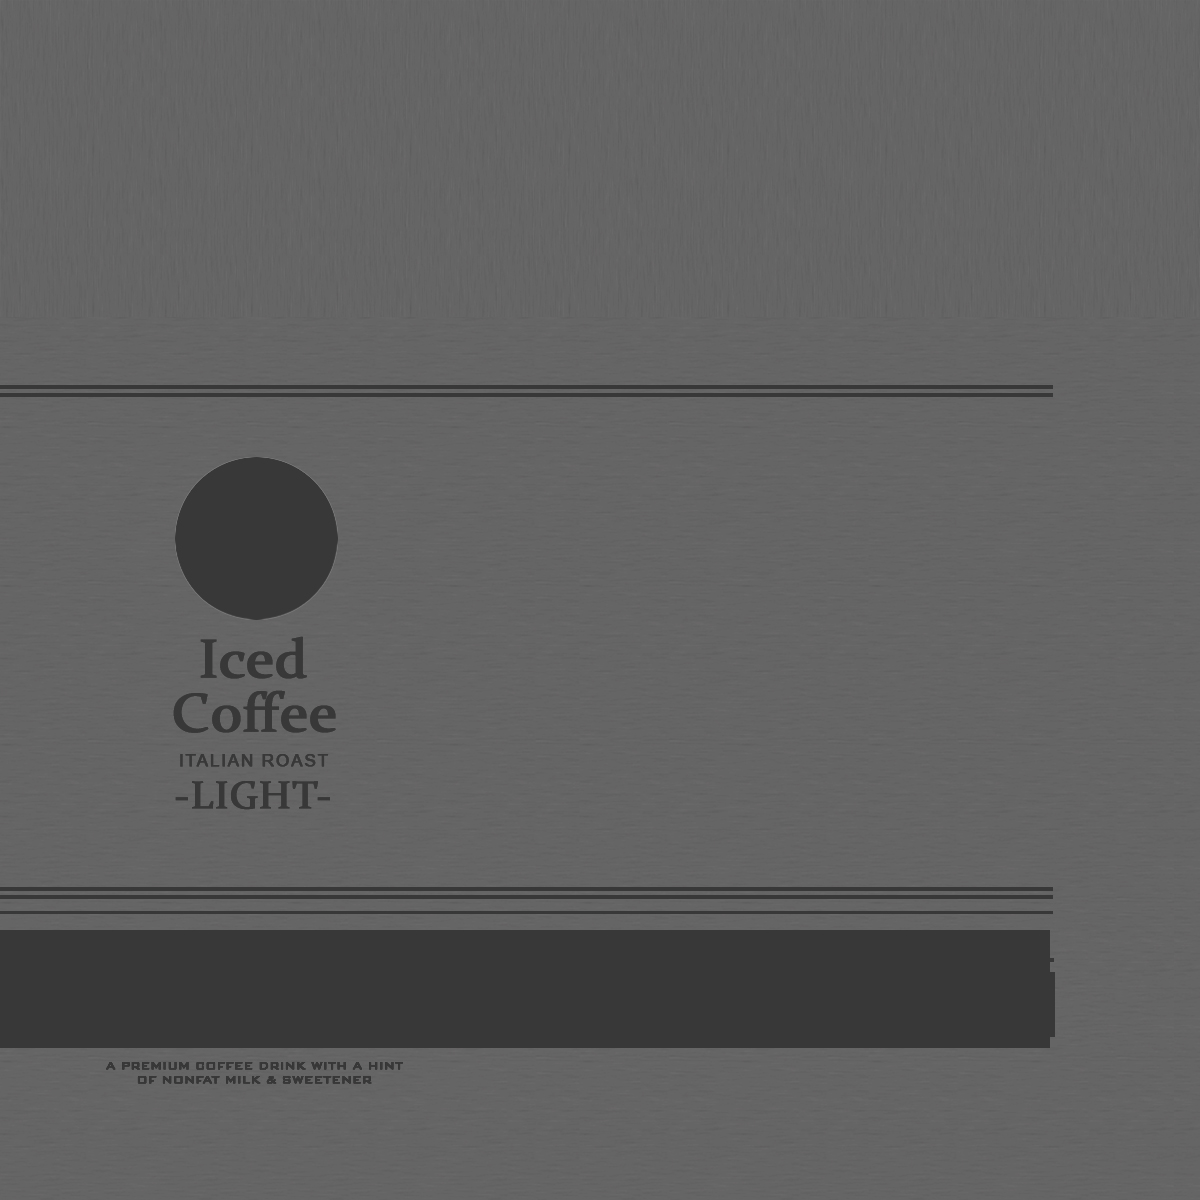 Iced
Coffee
ITALIAN ROAST
-LIGHT-
A PREMIUM COFFEE DRINK WITH A HINT
OF NONFAT MILK & SWEETENER